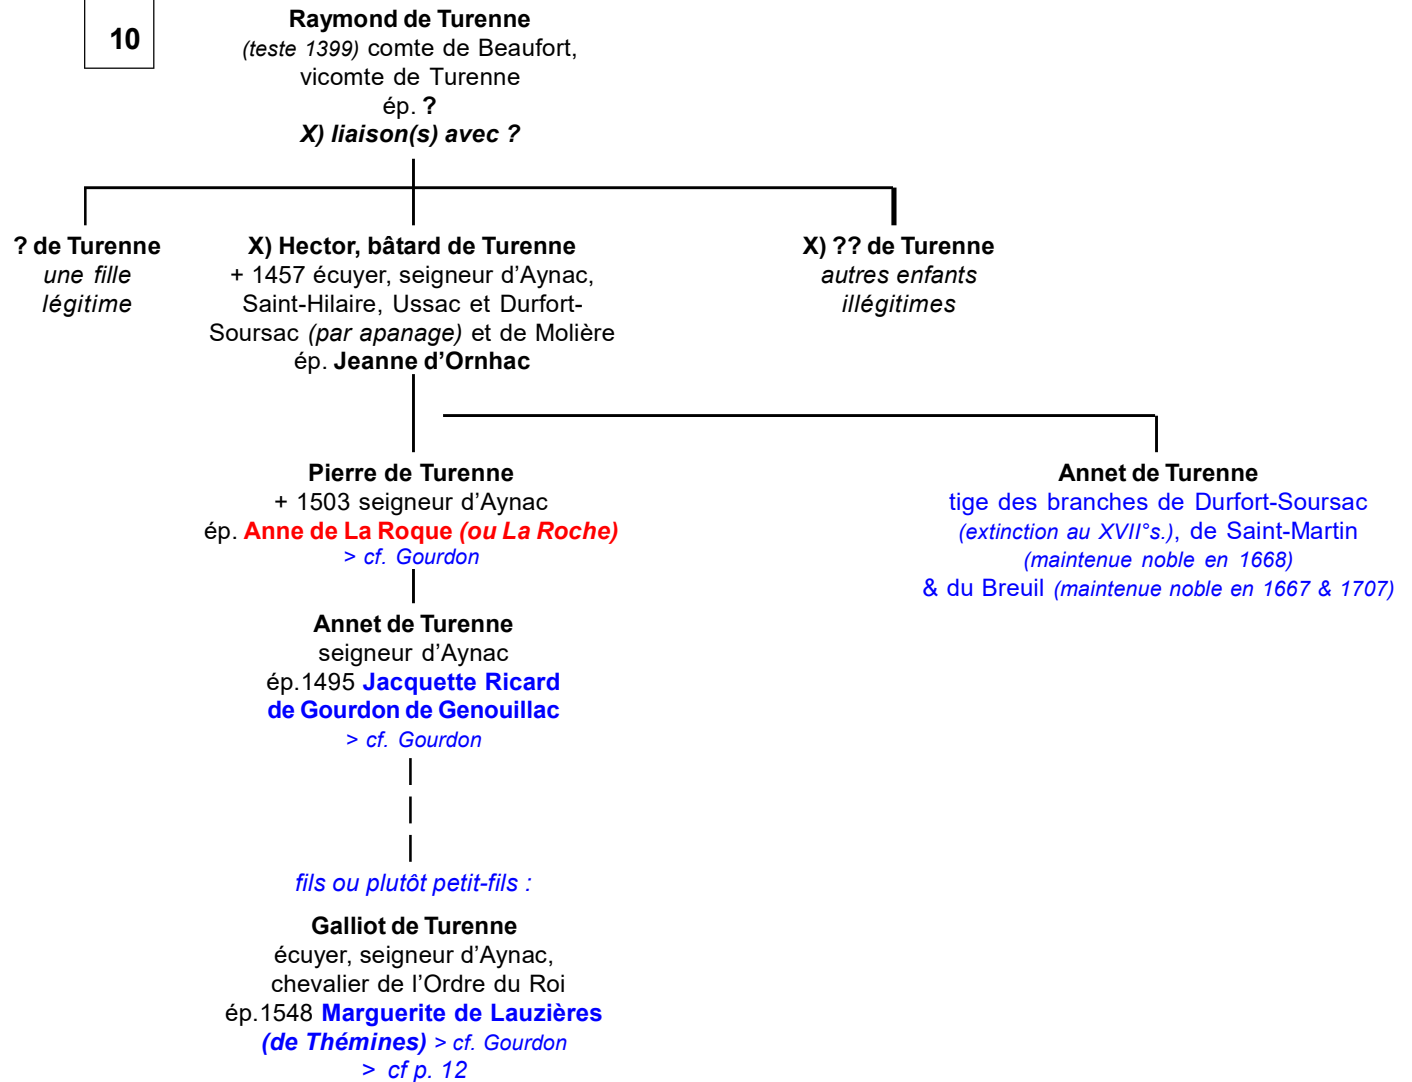 10
Raymond de Turenne
(teste 1399) comte de Beaufort,
vicomte de Turenne
ép. ?
X) liaison(s) avec ?
? de Turenne
une fille
légitime
X) Hector, bâtard de Turenne
+ 1457 écuyer, seigneur d’Aynac,
Saint-Hilaire, Ussac et Durfort-
Soursac (par apanage) et de Molière
ép. Jeanne d’Ornhac
X) ?? de Turenne
autres enfants
illégitimes
Pierre de Turenne
+ 1503 seigneur d’Aynac
ép. Anne de La Roque (ou La Roche)
> cf. Gourdon
Annet de Turenne
tige des branches de Durfort-Soursac
(extinction au XVII°s.), de Saint-Martin
(maintenue noble en 1668)
& du Breuil (maintenue noble en 1667 & 1707)
Annet de Turenne
seigneur d’Aynac
ép.1495 Jacquette Ricard
de Gourdon de Genouillac
> cf. Gourdon
fils ou plutôt petit-fils :
Galliot de Turenne
écuyer, seigneur d’Aynac,
chevalier de l’Ordre du Roi
ép.1548 Marguerite de Lauzières
(de Thémines) > cf. Gourdon
> cf p. 12